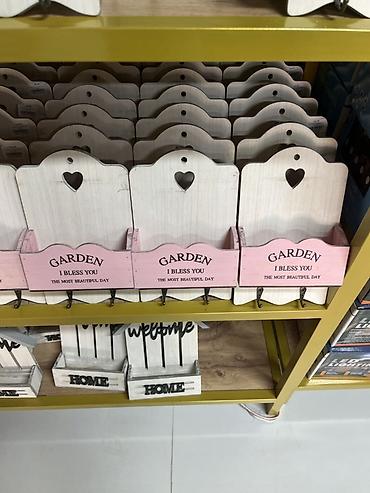 GARDEN
I BLESS YOU
THE MOST BEAUTIFUL DAY
GARDEN
I BLESS YOU
THE MOST BEAUTIFUL DAY
GARDEN
I BLESS YOU
THE MOST BEAUTIFUL DAY
welcome
HOME
HOME